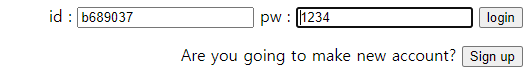 id : b689037 pw : 1234 login
Are you going to make new account? Sign up